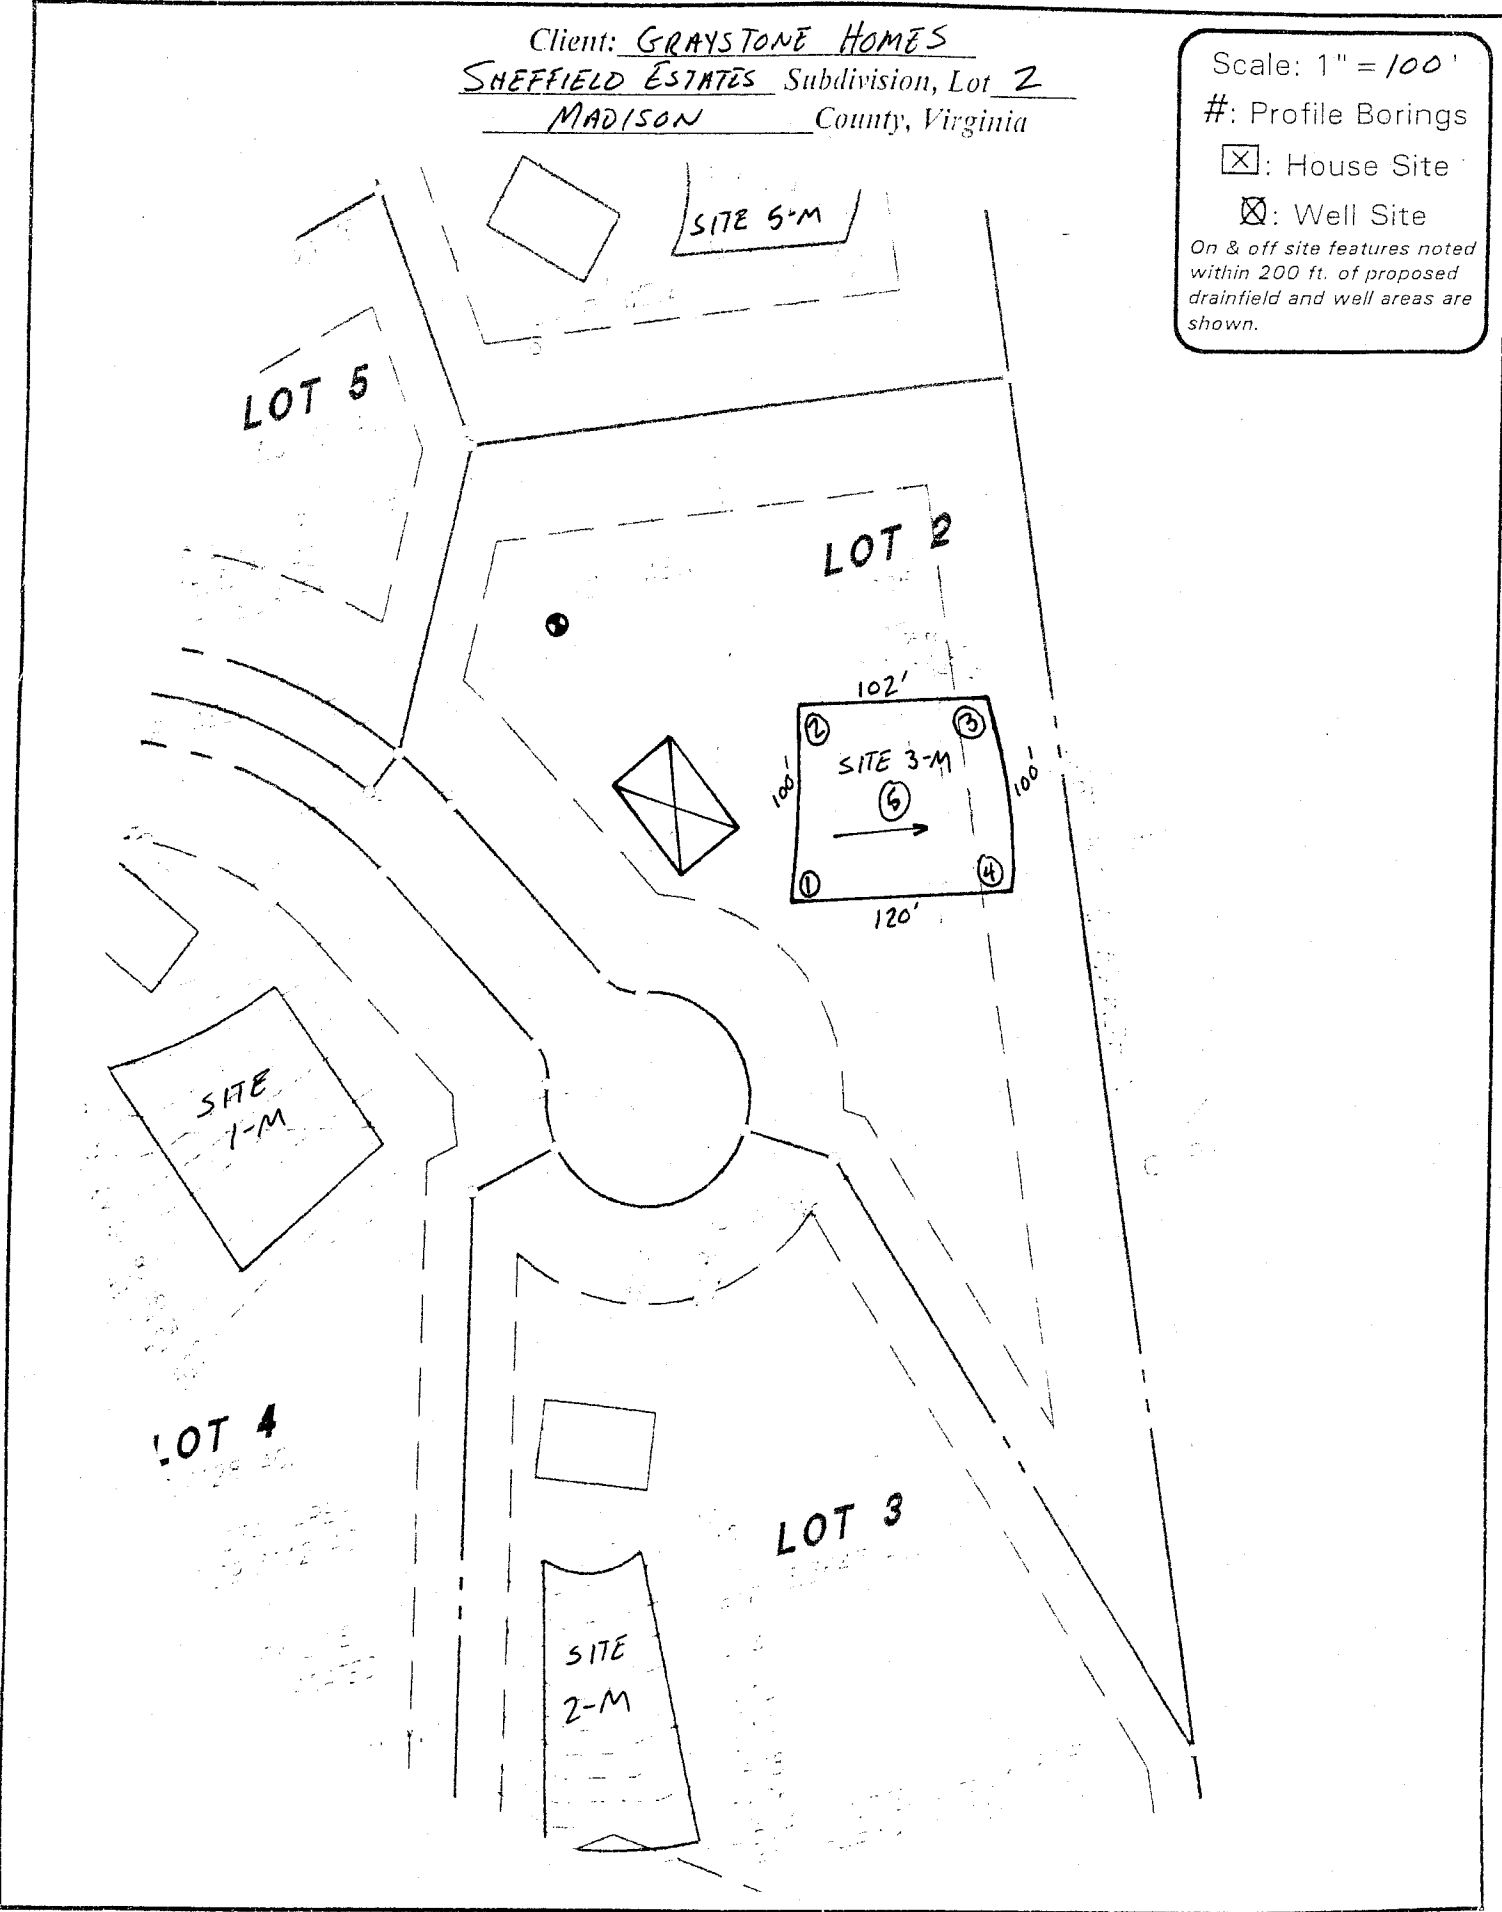 Client: GRAYSTONE HOMES
SHEFFIELD ESTATES Subdivision, Lot 2
MADISON County, Virginia
Scale: 1" = 100'
#: Profile Borings
X: House Site
X: Well Site
On & off site features noted
within 200 ft. of proposed
drainfield and well areas are
shown.
SITE 5-M
LOT 5
LOT 2
102'
2
3
SITE 3-M
100'
5
100'
1
4
120'
SITE
1-M
LOT 4
LOT 3
SITE
2-M